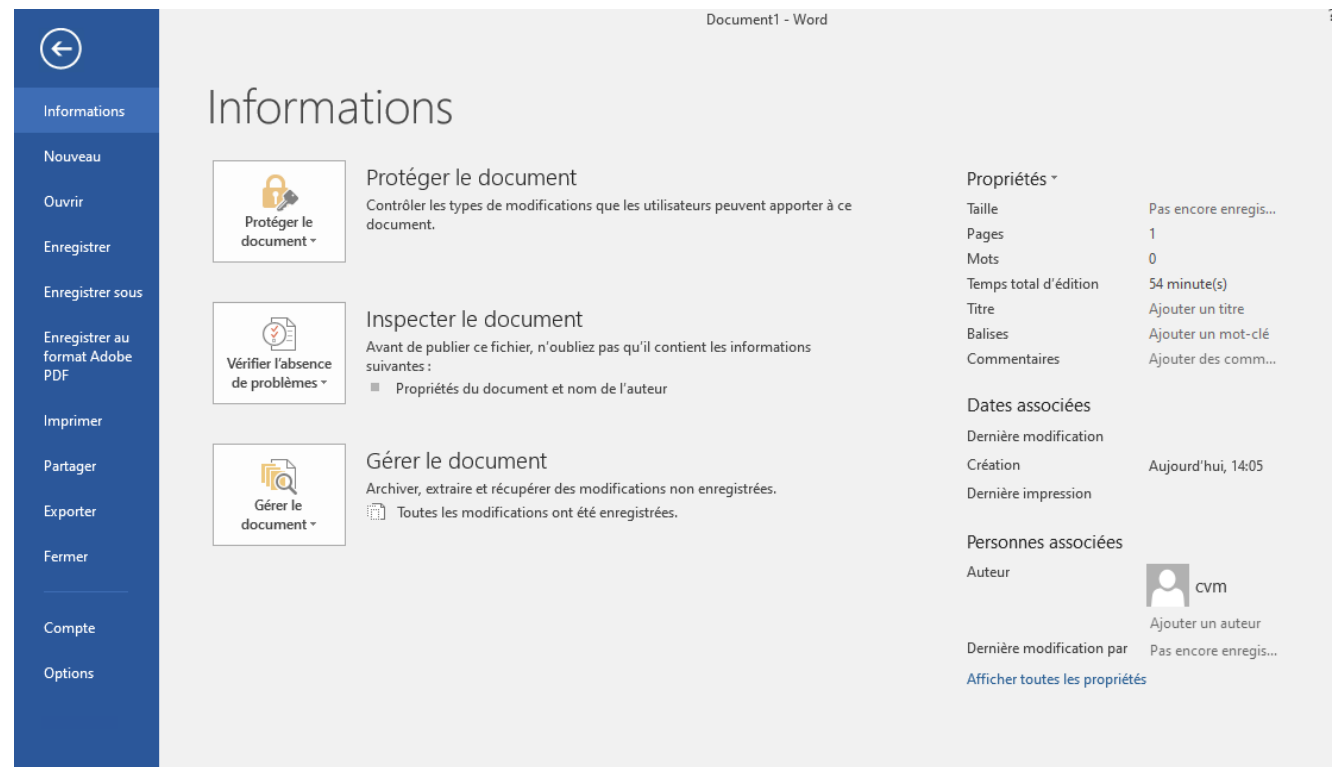 Document1 - Word
?
Informations
Nouveau
Ouvrir
Enregistrer
Enregistrer sous
Enregistrer au
format Adobe
PDF
Imprimer
Partager
Exporter
Fermer
Compte
Options
Informations
Protéger le
document
Protéger le document
Contrôler les types de modifications que les utilisateurs peuvent apporter à ce
document.
Vérifier l'absence
de problèmes
Inspecter le document
Avant de publier ce fichier, n'oubliez pas qu'il contient les informations
suivantes :
Propriétés du document et nom de l'auteur
Gérer le
document
Gérer le document
Archiver, extraire et récupérer des modifications non enregistrées.
Toutes les modifications ont été enregistrées.
Propriétés
Taille Pas encore enregis...
Pages 1
Mots 0
Temps total d'édition 54 minute(s)
Titre Ajouter un titre
Balises Ajouter un mot-clé
Commentaires Ajouter des comm...
Dates associées
Dernière modification
Création Aujourd'hui, 14:05
Dernière impression
Personnes associées
Auteur cvm
Ajouter un auteur
Dernière modification par Pas encore enregis...
Afficher toutes les propriétés